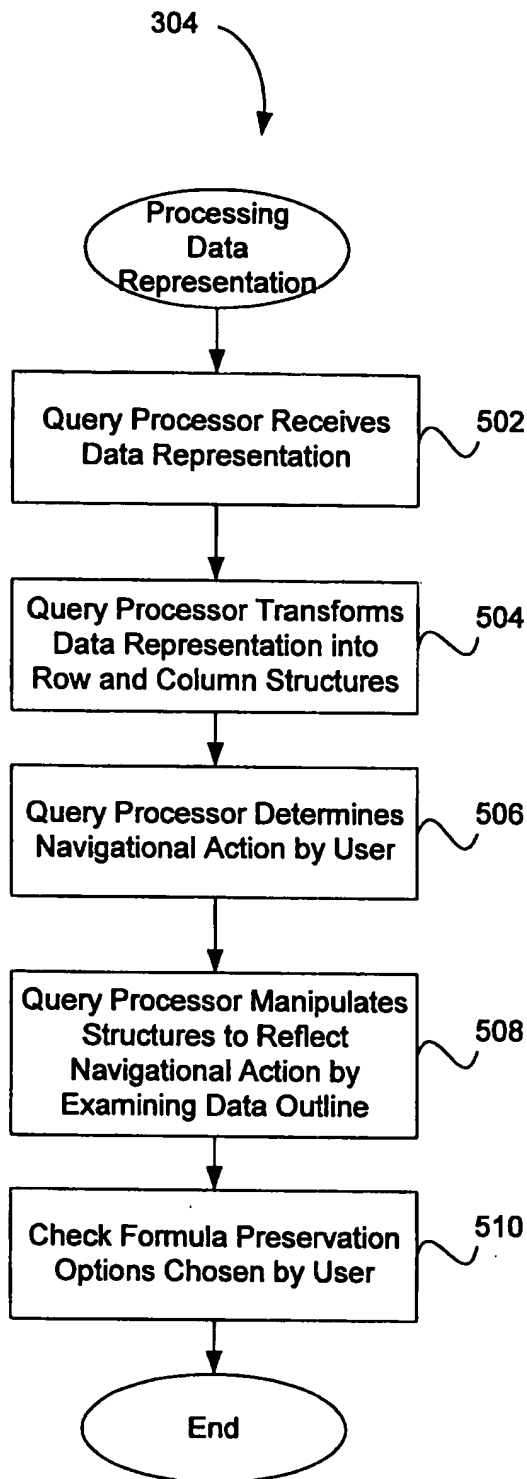 304
Processing
Data
Representation
Query Processor Receives
Data Representation
502
Query Processor Transforms
Data Representation into
Row and Column Structures
504
Query Processor Determines
Navigational Action by User
506
Query Processor Manipulates
Structures to Reflect
Navigational Action by
Examining Data Outline
508
Check Formula Preservation
Options Chosen by User
510
End